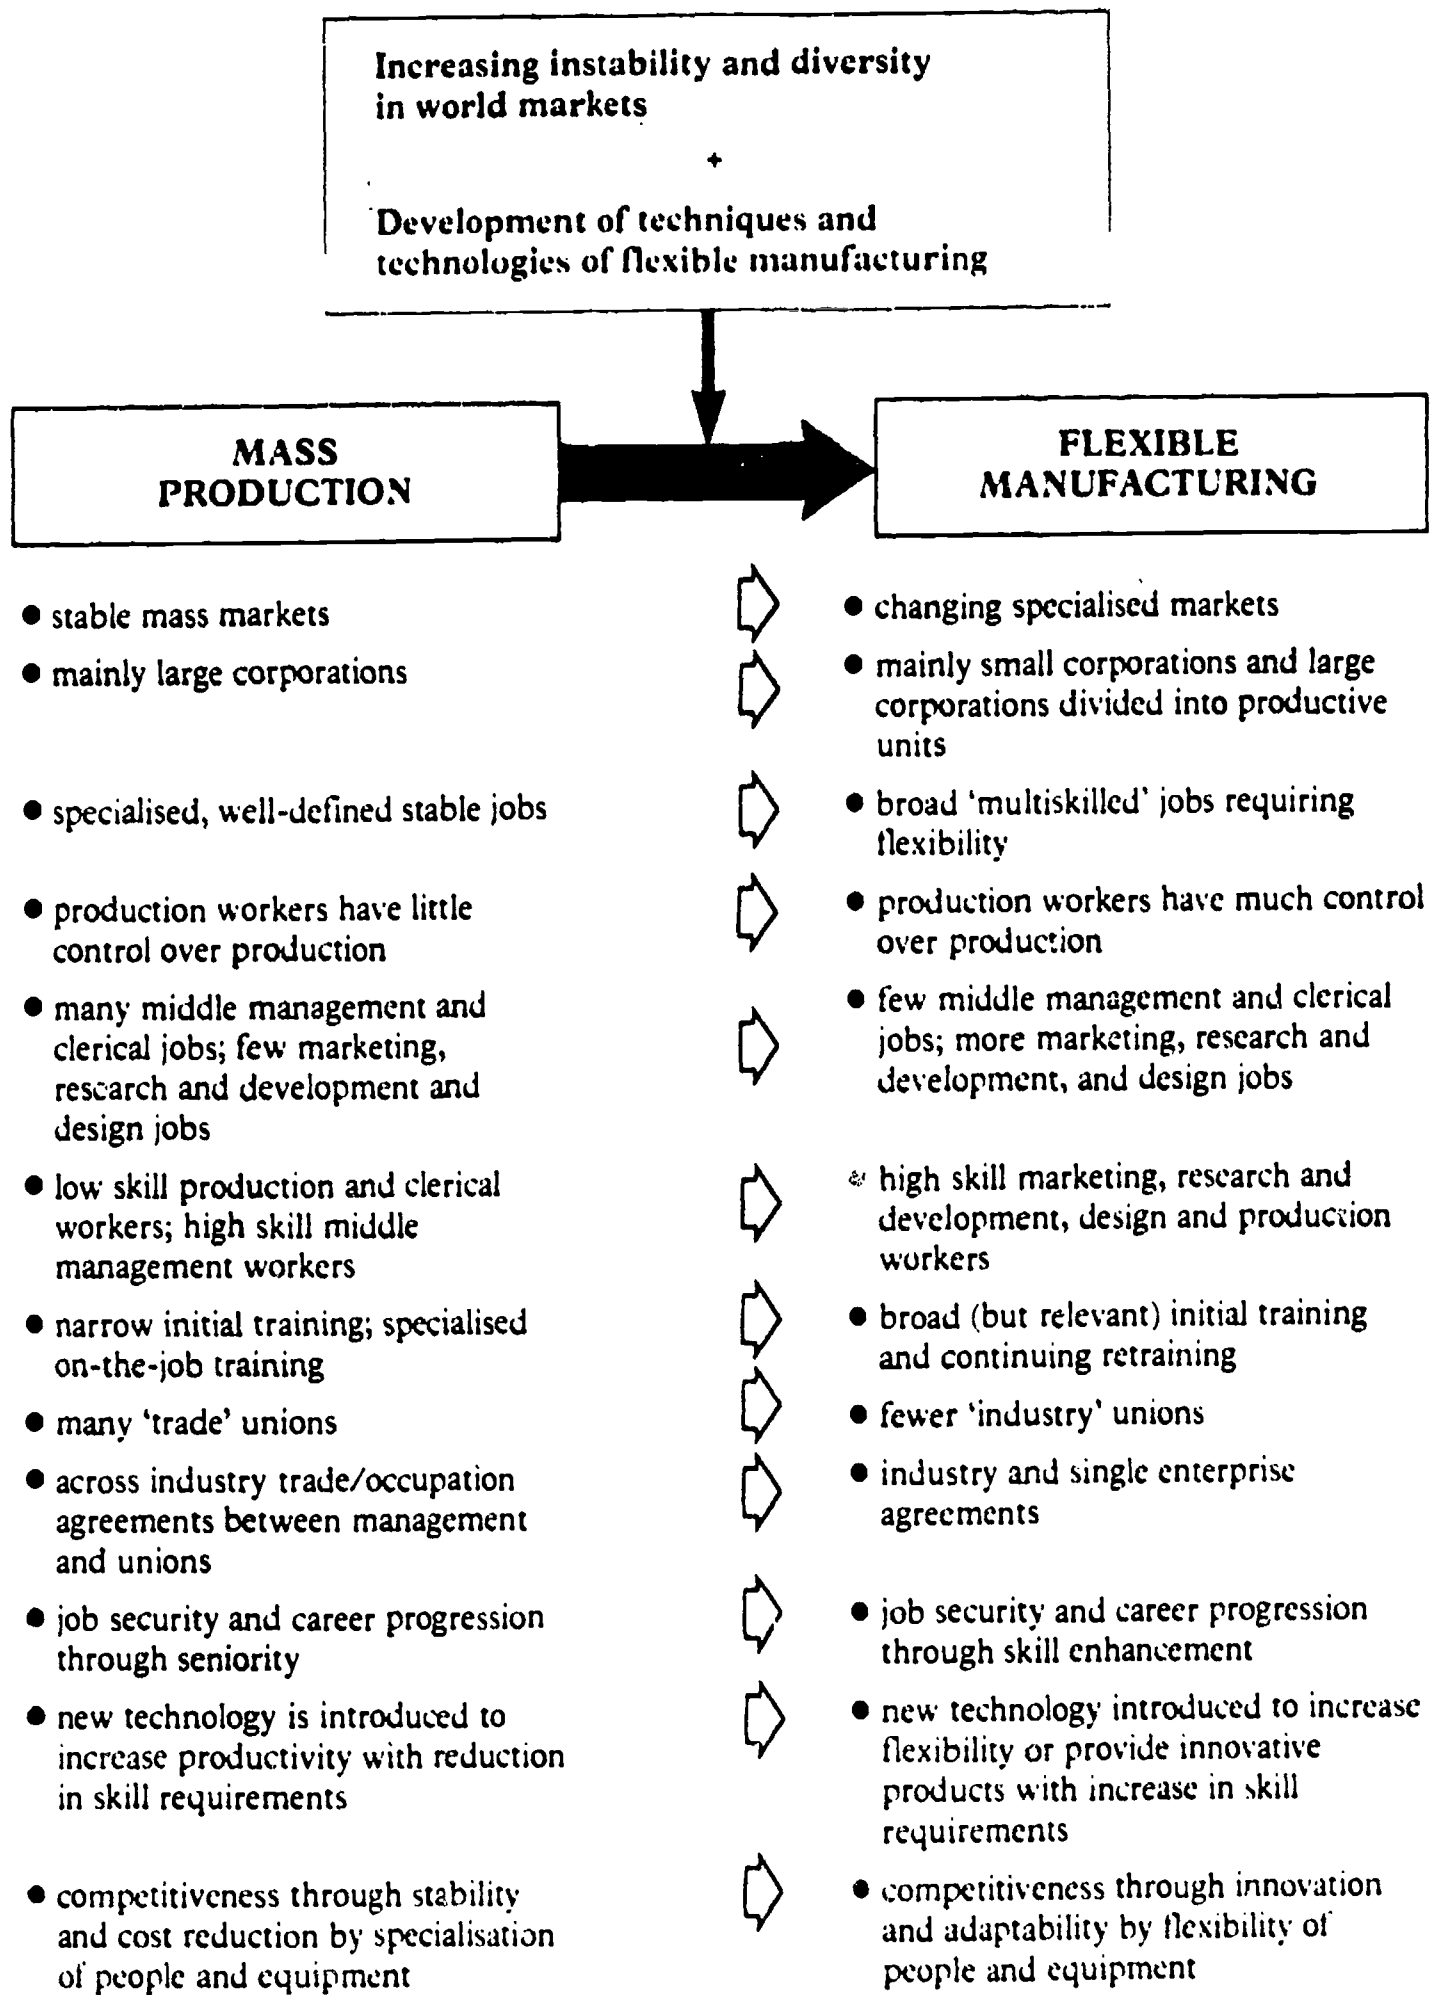 Increasing instability and diversity
in world markets
+
Development of techniques and
technologies of flexible manufacturing
MASS
PRODUCTION
FLEXIBLE
MANUFACTURING
● stable mass markets
● changing specialised markets
● mainly large corporations
● mainly small corporations and large
corporations divided into productive
units
● specialised, well-defined stable jobs
● broad ‘multiskilled’ jobs requiring
flexibility
● production workers have little
control over production
● production workers have much control
over production
● many middle management and
clerical jobs; few marketing,
research and development and
design jobs
● few middle management and clerical
jobs; more marketing, research and
development, and design jobs
● low skill production and clerical
workers; high skill middle
management workers
● high skill marketing, research and
development, design and production
workers
● narrow initial training; specialised
on-the-job training
● broad (but relevant) initial training
and continuing retraining
● many ‘trade’ unions
● fewer ‘industry’ unions
● across industry trade/occupation
agreements between management
and unions
● industry and single enterprise
agreements
● job security and career progression
through seniority
● job security and career progression
through skill enhancement
● new technology is introduced to
increase productivity with reduction
in skill requirements
● new technology introduced to increase
flexibility or provide innovative
products with increase in skill
requirements
● competitiveness through stability
and cost reduction by specialisation
of people and equipment
● competitiveness through innovation
and adaptability by flexibility of
people and equipment